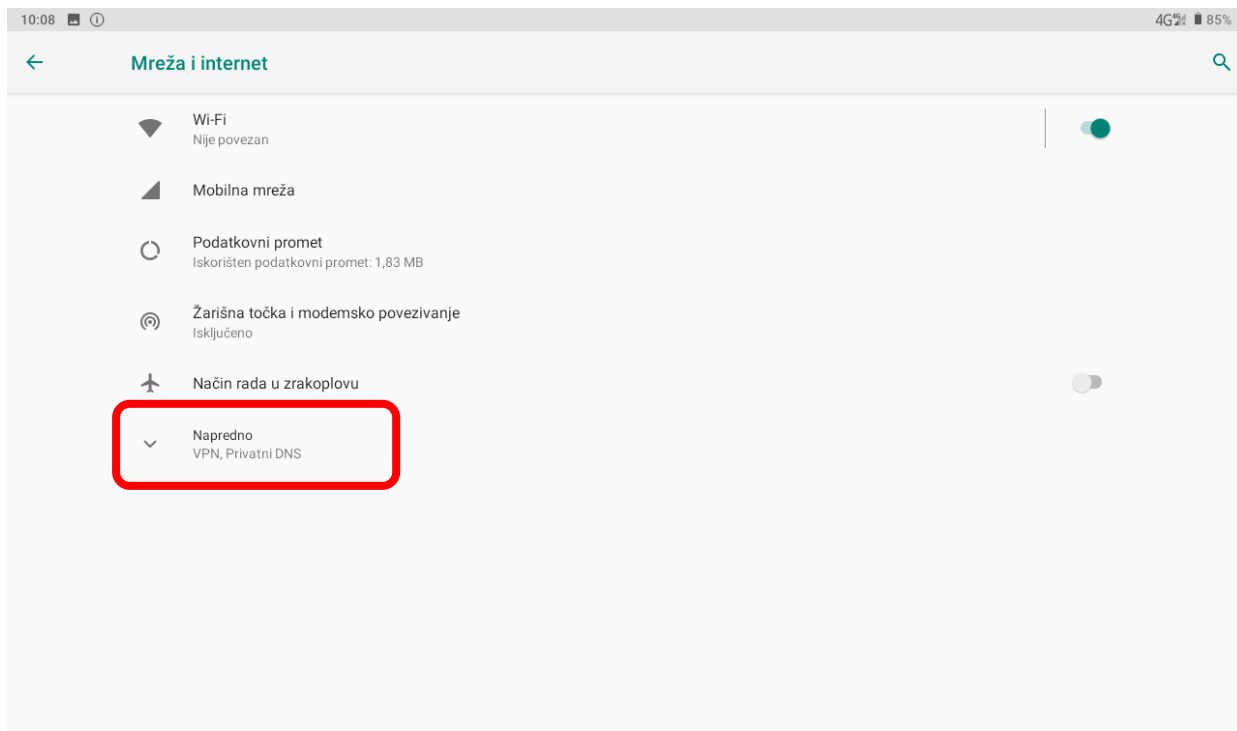 10:08
4G 85%
Mreža i internet
Wi-Fi
Nije povezan
Mobilna mreža
Podatkovni promet
Iskorišten podatkovni promet: 1,83 MB
Žarišna točka i modemsko povezivanje
Isključeno
Način rada u zrakoplovu
Napredno
VPN, Privatni DNS